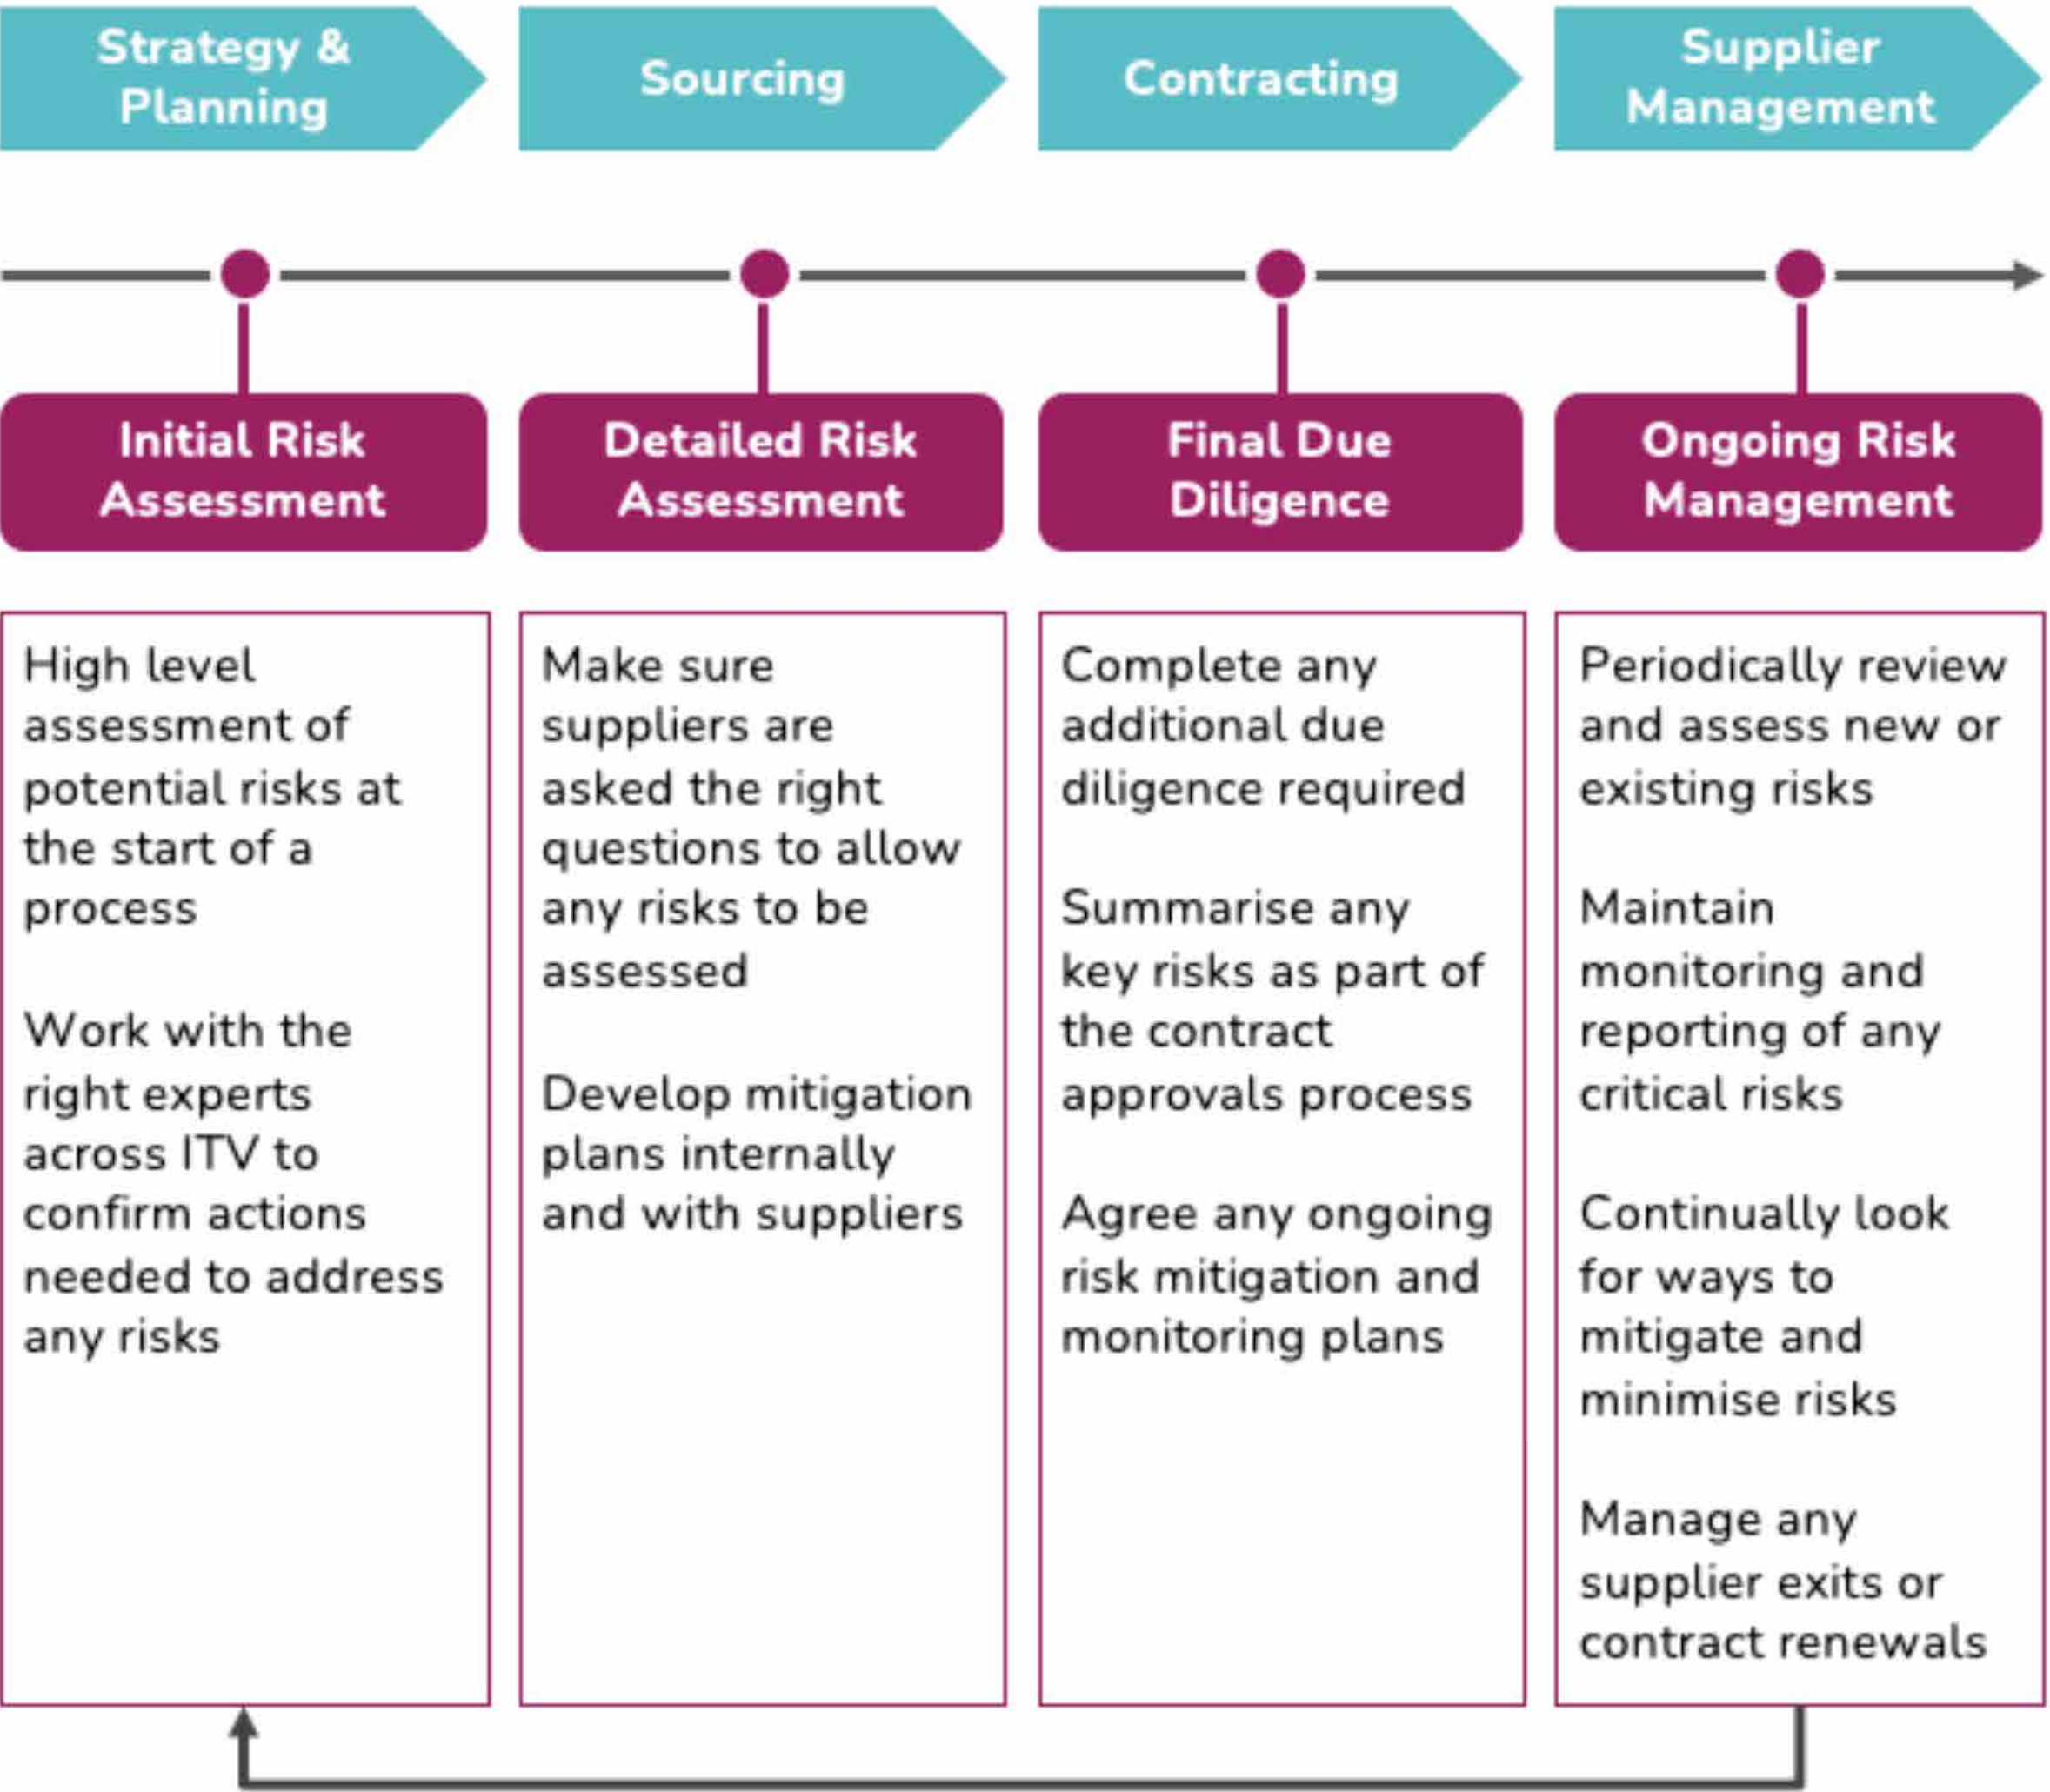 Strategy &
Planning
Sourcing
Contracting
Supplier
Management
Initial Risk
Assessment
Detailed Risk
Assessment
Final Due
Diligence
Ongoing Risk
Management
High level
assessment of
potential risks at
the start of a
process
Work with the
right experts
across ITV to
confirm actions
needed to address
any risks
Make sure
suppliers are
asked the right
questions to allow
any risks to be
assessed
Develop mitigation
plans internally
and with suppliers
Complete any
additional due
diligence required
Summarise any
key risks as part of
the contract
approvals process
Agree any ongoing
risk mitigation and
monitoring plans
Periodically review
and assess new or
existing risks
Maintain
monitoring and
reporting of any
critical risks
Continually look
for ways to
mitigate and
minimise risks
Manage any
supplier exits or
contract renewals